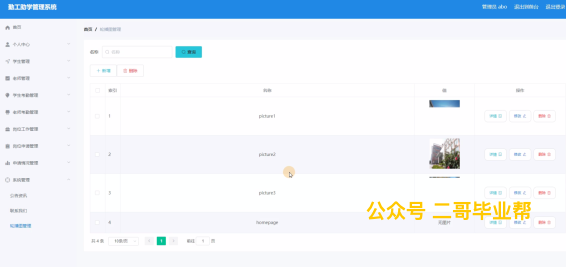 勤工助学管理系统
管理员 abo 退出到前台 退出登录
首页
个人中心
学生管理
老师管理
学生考勤管理
老师考勤管理
岗位工作管理
岗位申请管理
申请情况管理
系统管理
公告资讯
联系我们
轮播图管理
首页 / 轮播图管理
名称 名称 查询
+ 新增 删除
索引 名称 值 操作
1 picture1 详情 修改 删除
2 picture2 详情 修改 删除
3 picture3 详情 修改 删除
4 homepage 无图片 详情 修改 删除
共 4 条 10条/页 < 1 > 前往 1 页
公众号 二哥毕业帮